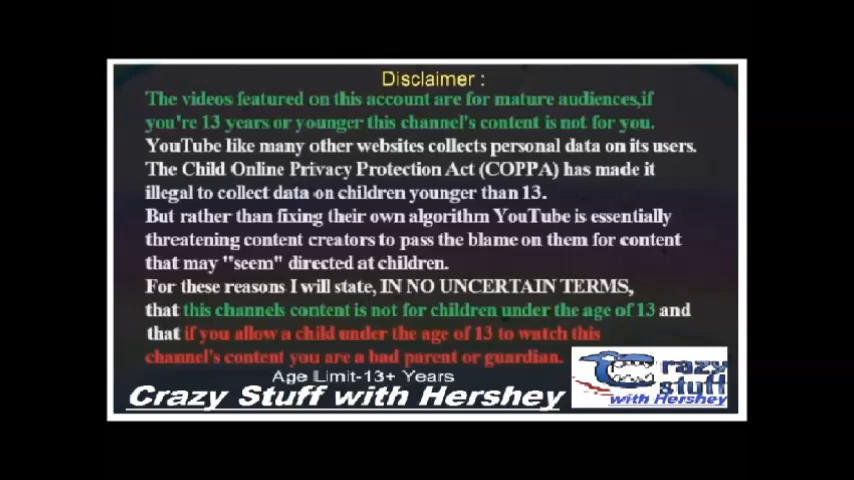 Disclaimer :
The videos featured on this account are for mature audiences,if
you're 13 years or younger this channel's content is not for you.
YouTube like many other websites collects personal data on its users.
The Child Online Privacy Protection Act (COPPA) has made it
illegal to collect data on children younger than 13.
But rather than fixing their own algorithm YouTube is essentially
threatening content creators to pass the blame on them for content
that may "seem" directed at children.
For these reasons I will state, IN NO UNCERTAIN TERMS,
that this channels content is not for children under the age of 13 and
that if you allow a child under the age of 13 to watch this
channel's content you are a bad parent or guardian.
Age Limit-13+ Years
Crazy Stuff with Hershey
Crazy
stuff
with Hershey